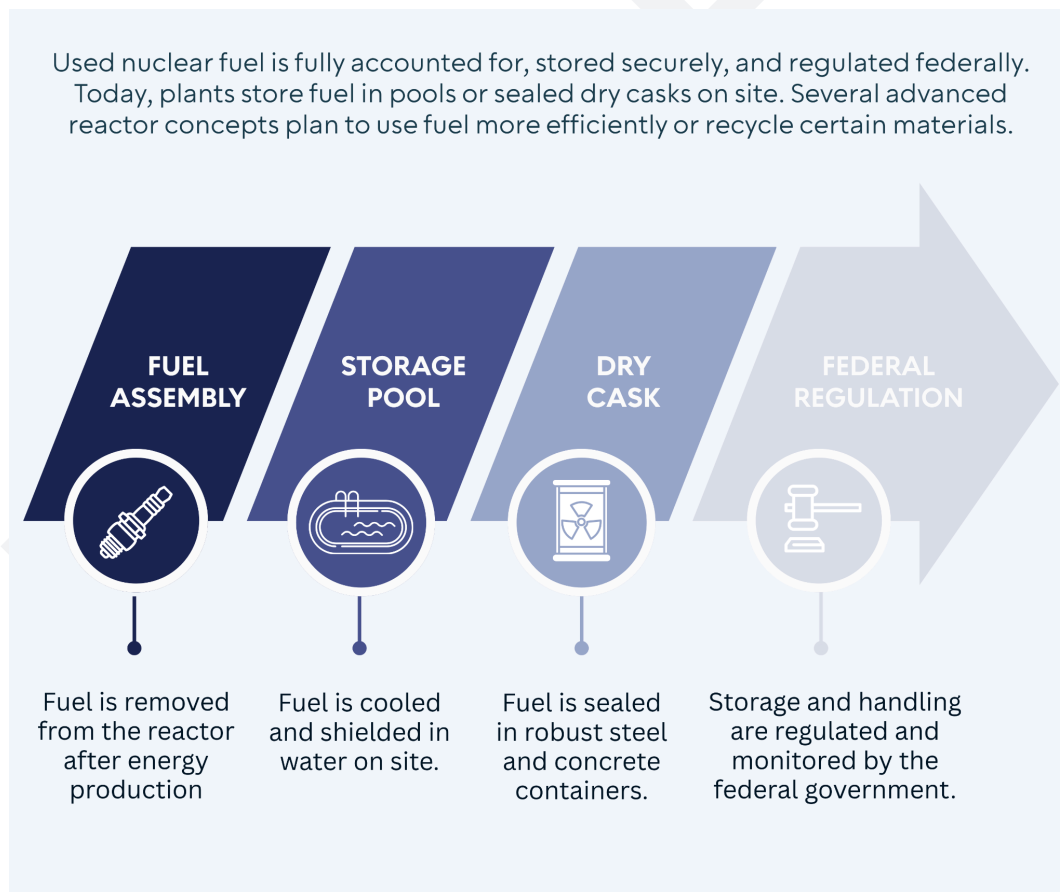 Used nuclear fuel is fully accounted for, stored securely, and regulated federally.
Today, plants store fuel in pools or sealed dry casks on site. Several advanced
reactor concepts plan to use fuel more efficiently or recycle certain materials.
FUEL
ASSEMBLY
STORAGE
POOL
DRY
CASK
FEDERAL
REGULATION
Fuel is removed
from the reactor
after energy
production
Fuel is cooled
and shielded in
water on site.
Fuel is sealed
in robust steel
and concrete
containers.
Storage and handling
are regulated and
monitored by the
federal government.